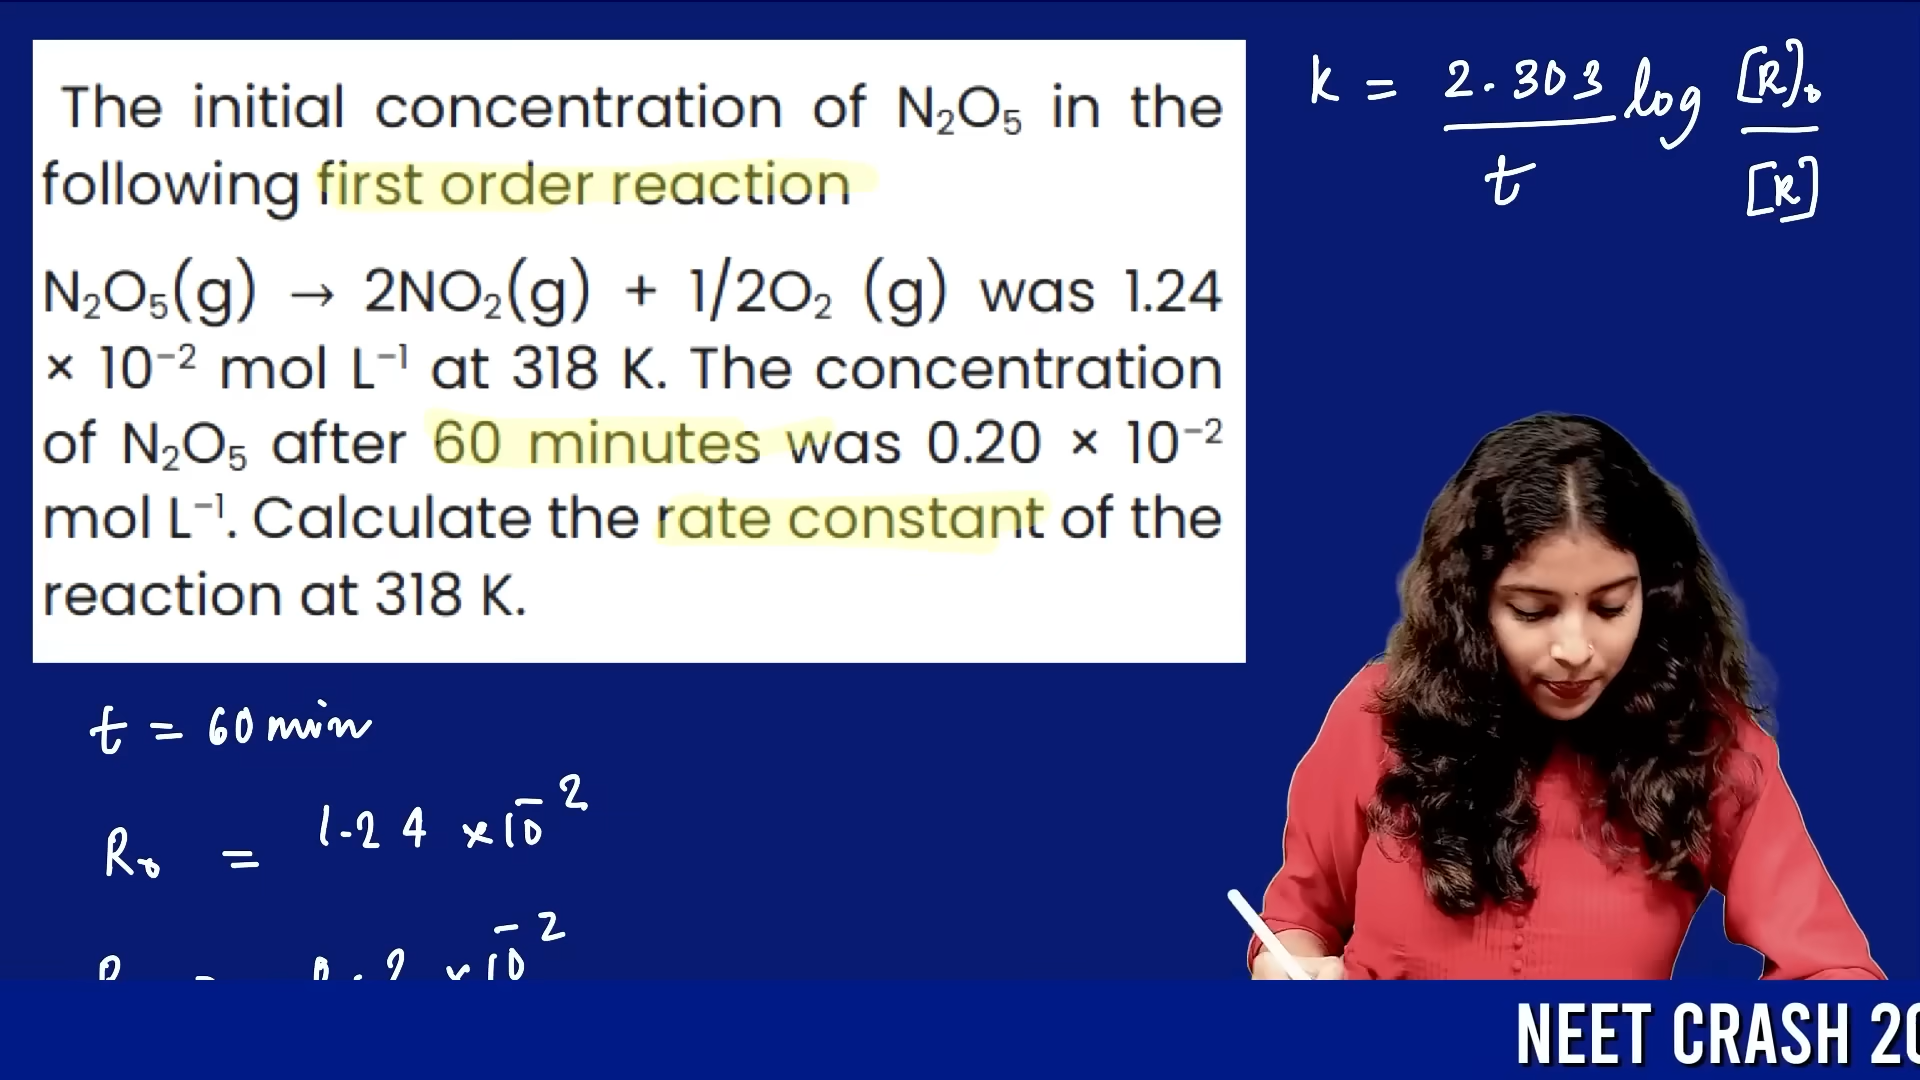 The initial concentration of N₂O₅ in the
following first order reaction
N₂O₅(g) → 2NO₂(g) + 1/2O₂ (g) was 1.24
× 10⁻² mol L⁻¹ at 318 K. The concentration
of N₂O₅ after 60 minutes was 0.20 × 10⁻²
mol L⁻¹. Calculate the rate constant of the
reaction at 318 K.
k = 2.303/t log [R]₀/[R]
t = 60 min
R₀ = 1.24 × 10⁻²
NEET CRASH